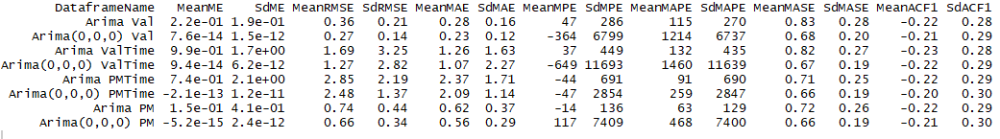 DataframeName MeanME SdME MeanRMSE SdRMSE MeanMAE SdMAE MeanMPE SdMPE MeanMAPE SdMAPE MeanMASE SdMASE MeanACF1 SdACF1
Arima Val 2.2e-01 1.9e-01 0.36 0.21 0.28 0.16 47 286 115 270 0.83 0.28 -0.22 0.28
Arima(0,0,0) Val 7.6e-14 1.5e-12 0.27 0.14 0.23 0.12 -364 6799 1214 6737 0.68 0.20 -0.21 0.29
Arima ValTime 9.9e-01 1.7e+00 1.69 3.25 1.26 1.63 37 449 132 435 0.82 0.27 -0.23 0.28
Arima(0,0,0) ValTime 9.4e-14 6.2e-12 1.27 2.82 1.07 2.27 -649 11693 1460 11639 0.67 0.19 -0.22 0.29
Arima PMTime 7.4e-01 2.1e+00 2.85 2.19 2.37 1.71 -44 691 91 690 0.71 0.25 -0.22 0.29
Arima(0,0,0) PMTime -2.1e-13 1.2e-11 2.48 1.37 2.09 1.14 -47 2854 259 2847 0.66 0.19 -0.20 0.30
Arima PM 1.5e-01 4.1e-01 0.74 0.44 0.62 0.37 -14 136 63 129 0.72 0.26 -0.22 0.29
Arima(0,0,0) PM -5.2e-15 2.4e-12 0.66 0.34 0.56 0.29 117 7409 468 7400 0.66 0.19 -0.21 0.30